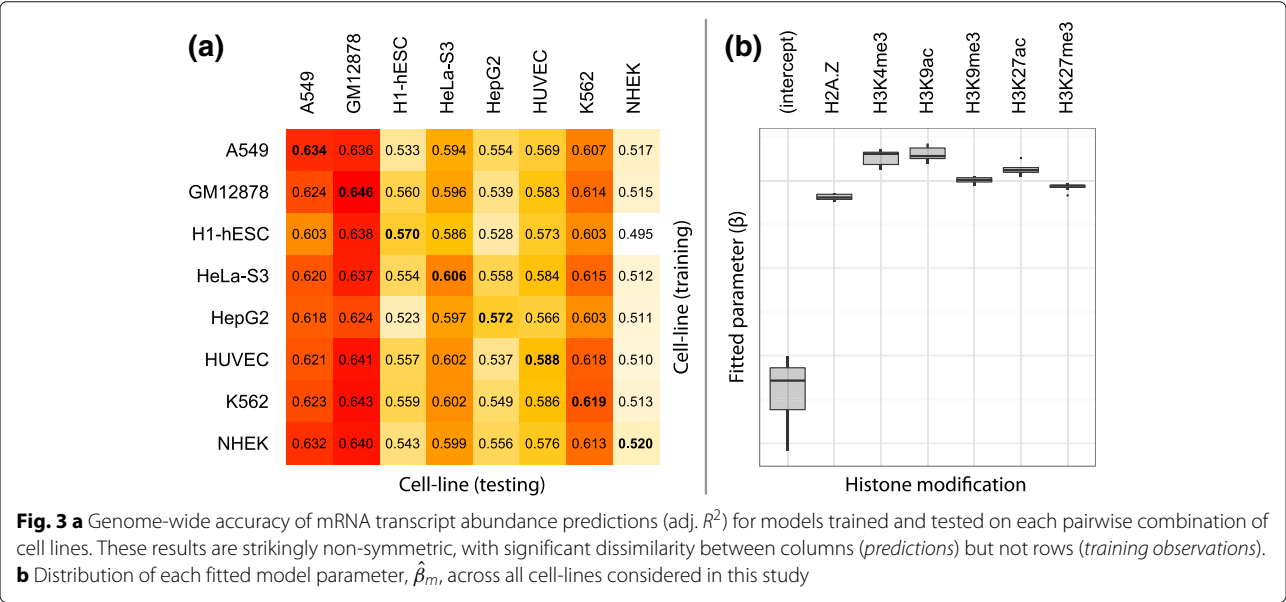 (a)
A549 GM12878 H1-hESC HeLa-S3 HepG2 HUVEC K562 NHEK
A549 0.634 0.636 0.533 0.594 0.554 0.569 0.607 0.517
GM12878 0.624 0.646 0.560 0.596 0.539 0.583 0.614 0.515
H1-hESC 0.603 0.638 0.570 0.586 0.528 0.573 0.603 0.495
HeLa-S3 0.620 0.637 0.554 0.606 0.558 0.584 0.615 0.512
HepG2 0.618 0.624 0.523 0.597 0.572 0.566 0.603 0.511
HUVEC 0.621 0.641 0.557 0.602 0.537 0.588 0.618 0.510
K562 0.623 0.643 0.559 0.602 0.549 0.586 0.619 0.513
NHEK 0.632 0.640 0.543 0.599 0.556 0.576 0.613 0.520
Cell-line (testing)
Cell-line (training)
(b)
(intercept) H2A.Z H3K4me3 H3K9ac H3K9me3 H3K27ac H3K27me3
Fitted parameter (β)
Histone modification
Fig. 3 a Genome-wide accuracy of mRNA transcript abundance predictions (adj. R²) for models trained and tested on each pairwise combination of
cell lines. These results are strikingly non-symmetric, with significant dissimilarity between columns (predictions) but not rows (training observations).
b Distribution of each fitted model parameter, β̂ₘ, across all cell-lines considered in this study